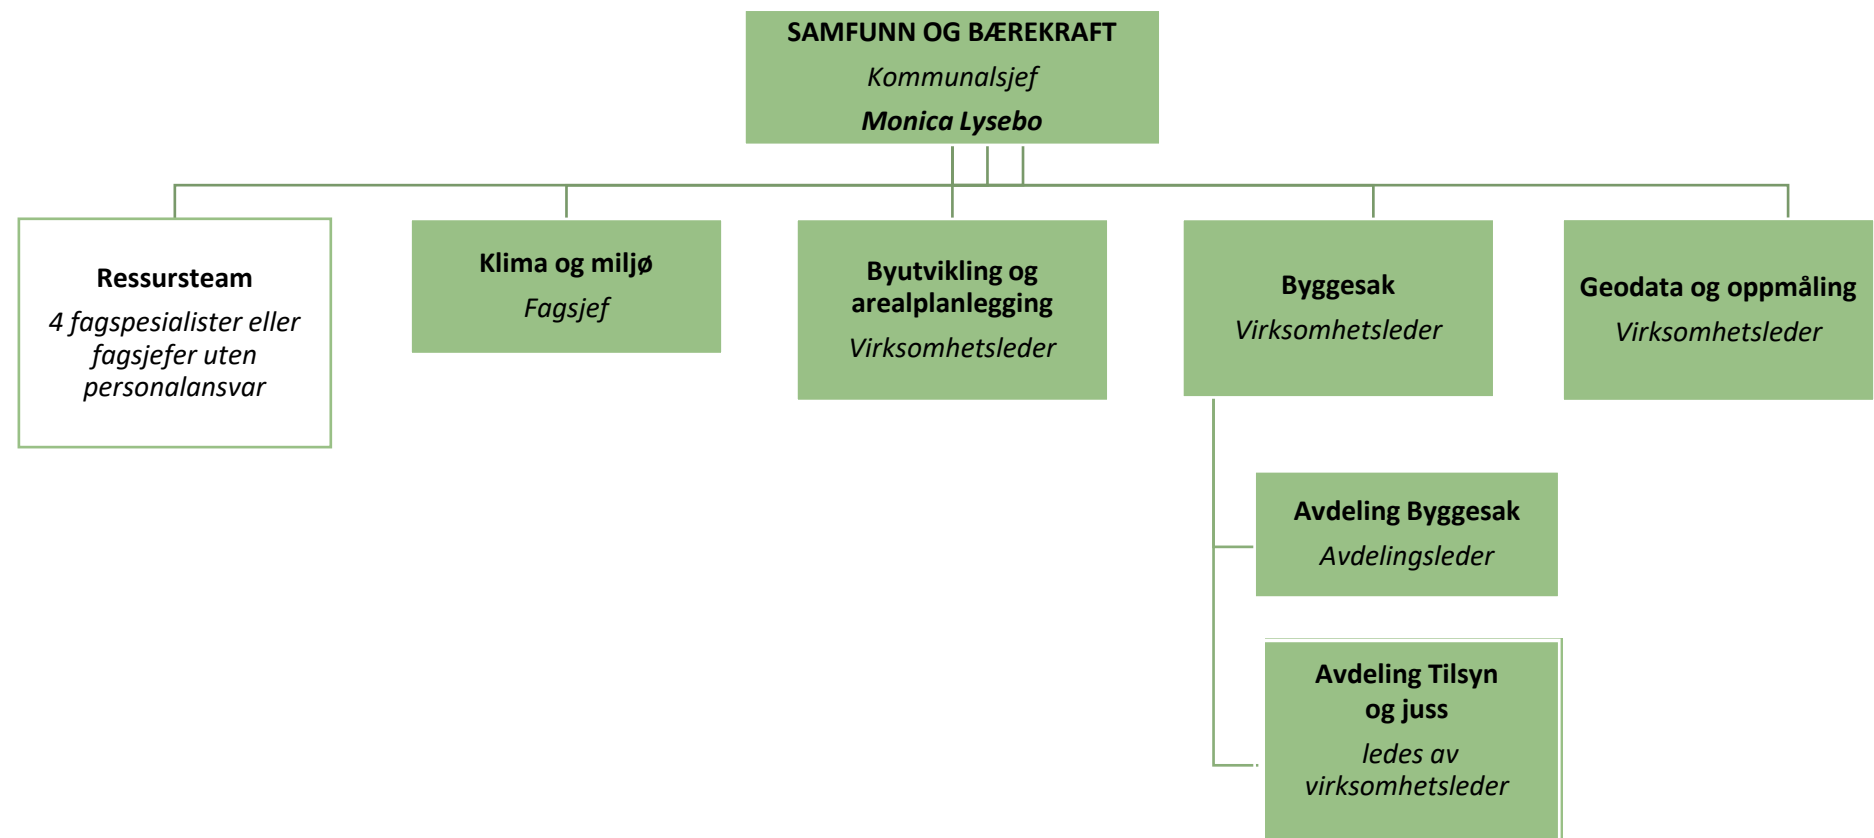 SAMFUNN OG BÆREKRAFT
Kommunalsjef
Monica Lysebo
Ressursteam
4 fagspesialister eller
fagsjefer uten
personalansvar
Klima og miljø
Fagsjef
Byutvikling og
arealplanlegging
Virksomhetsleder
Byggesak
Virksomhetsleder
Geodata og oppmåling
Virksomhetsleder
Avdeling Byggesak
Avdelingsleder
Avdeling Tilsyn
og juss
ledes av
virksomhetsleder